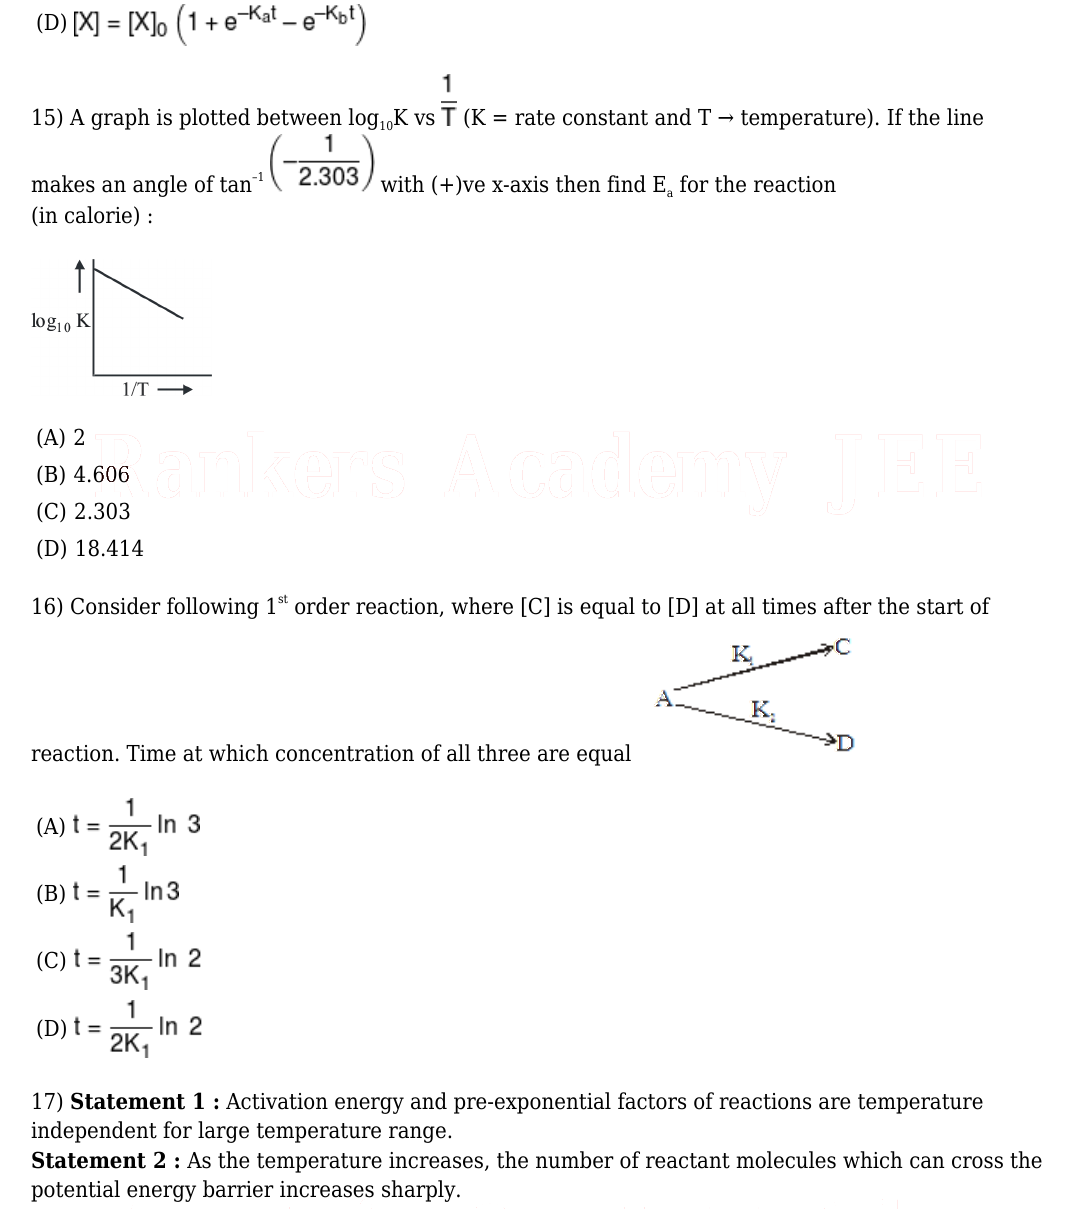 (D) [X] = [X]₀ (1 + e^(–Kat) – e^(–Kbt))
15) A graph is plotted between log₁₀K vs 1/T (K = rate constant and T → temperature). If the line
makes an angle of tan⁻¹ (–1/2.303) with (+)ve x-axis then find Eₐ for the reaction
(in calorie) :
log₁₀ K
1/T
(A) 2
(B) 4.606
(C) 2.303
(D) 18.414
Rankers Academy JEE
16) Consider following 1ˢᵗ order reaction, where [C] is equal to [D] at all times after the start of
K₁ C
A
K₂
D
reaction. Time at which concentration of all three are equal
(A) t = 1/2K₁ ln 3
(B) t = 1/K₁ ln3
(C) t = 1/3K₁ ln 2
(D) t = 1/2K₁ ln 2
17) Statement 1 : Activation energy and pre-exponential factors of reactions are temperature
independent for large temperature range.
Statement 2 : As the temperature increases, the number of reactant molecules which can cross the
potential energy barrier increases sharply.